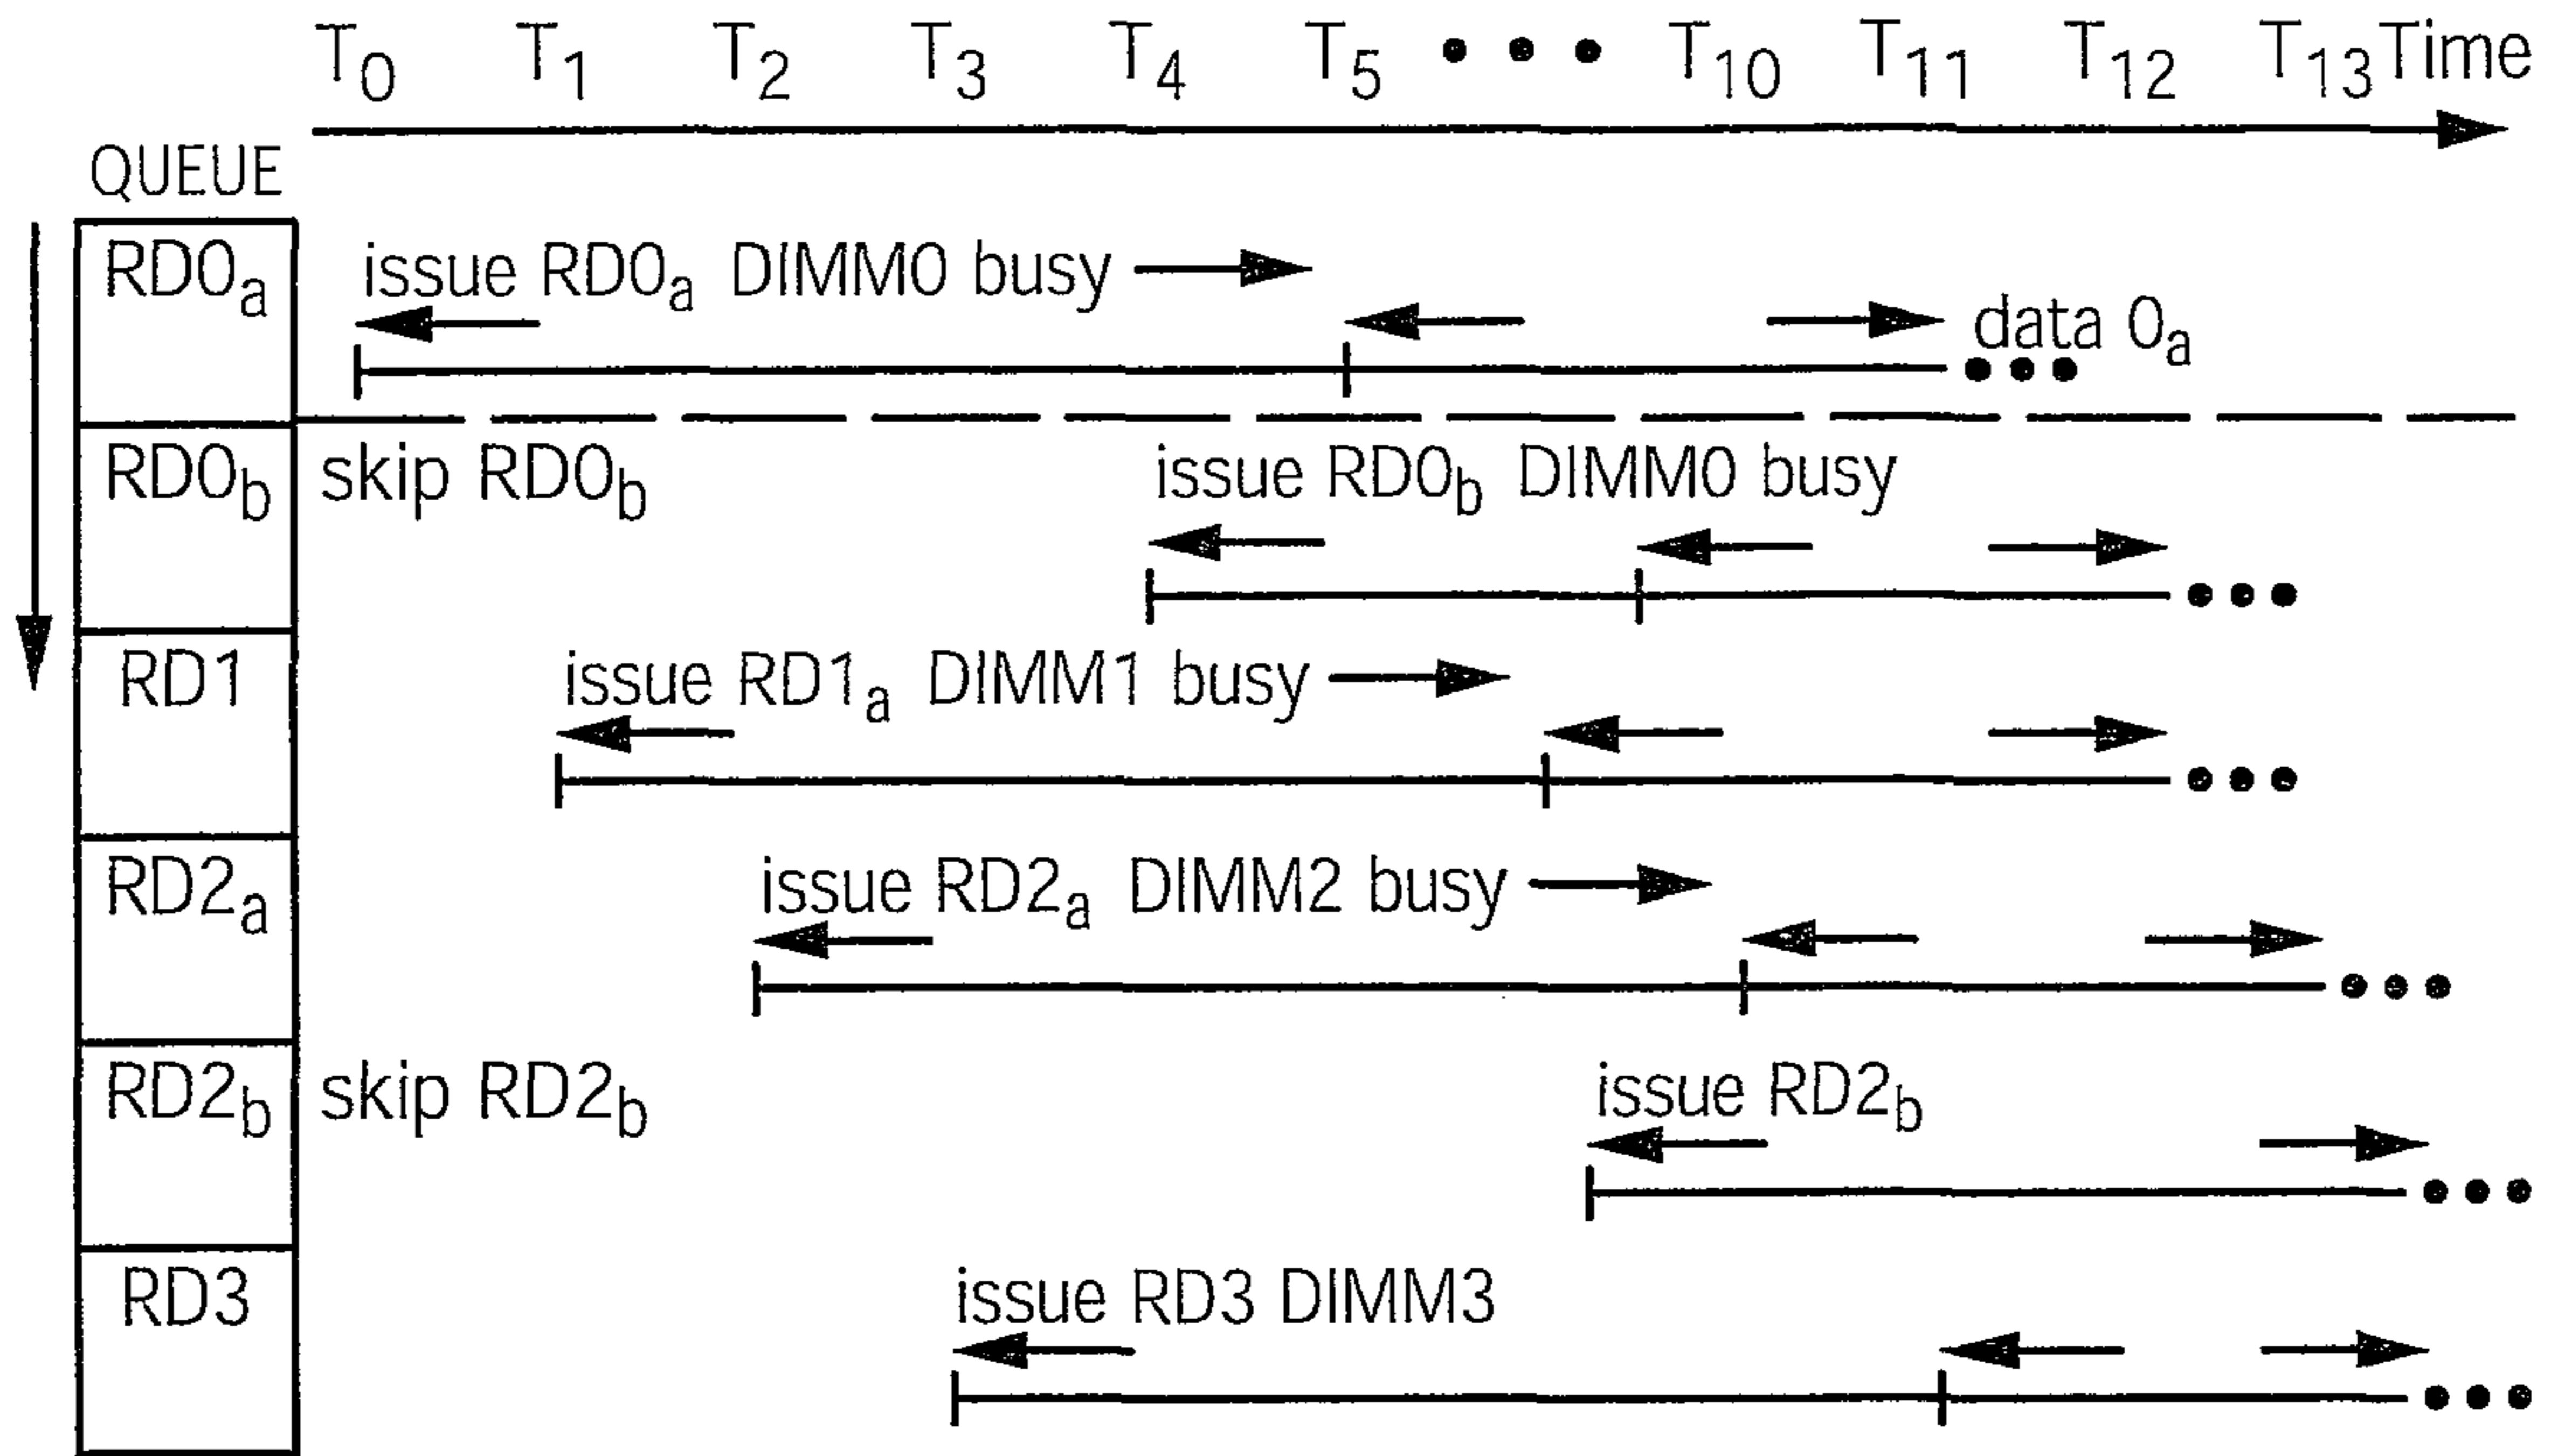 T0 T1 T2 T3 T4 T5 • • • T10 T11 T12 T13 Time
QUEUE
RD0a issue RD0a DIMM0 busy
data 0a
RD0b skip RD0b issue RD0b DIMM0 busy
RD1 issue RD1a DIMM1 busy
RD2a issue RD2a DIMM2 busy
RD2b skip RD2b issue RD2b
RD3 issue RD3 DIMM3